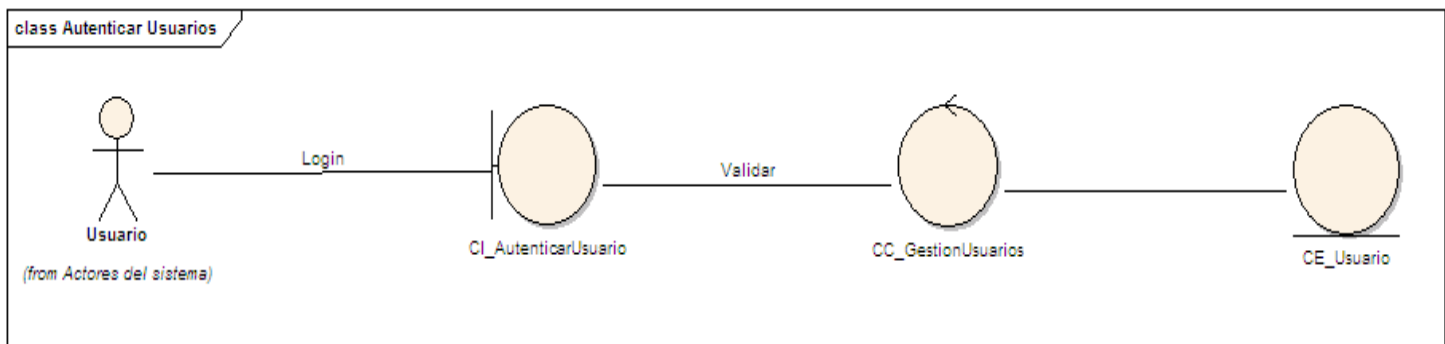 class Autenticar Usuarios
Login
Validar
Usuario
(from Actores del sistema)
CI_AutenticarUsuario
CC_GestionUsuarios
CE_Usuario